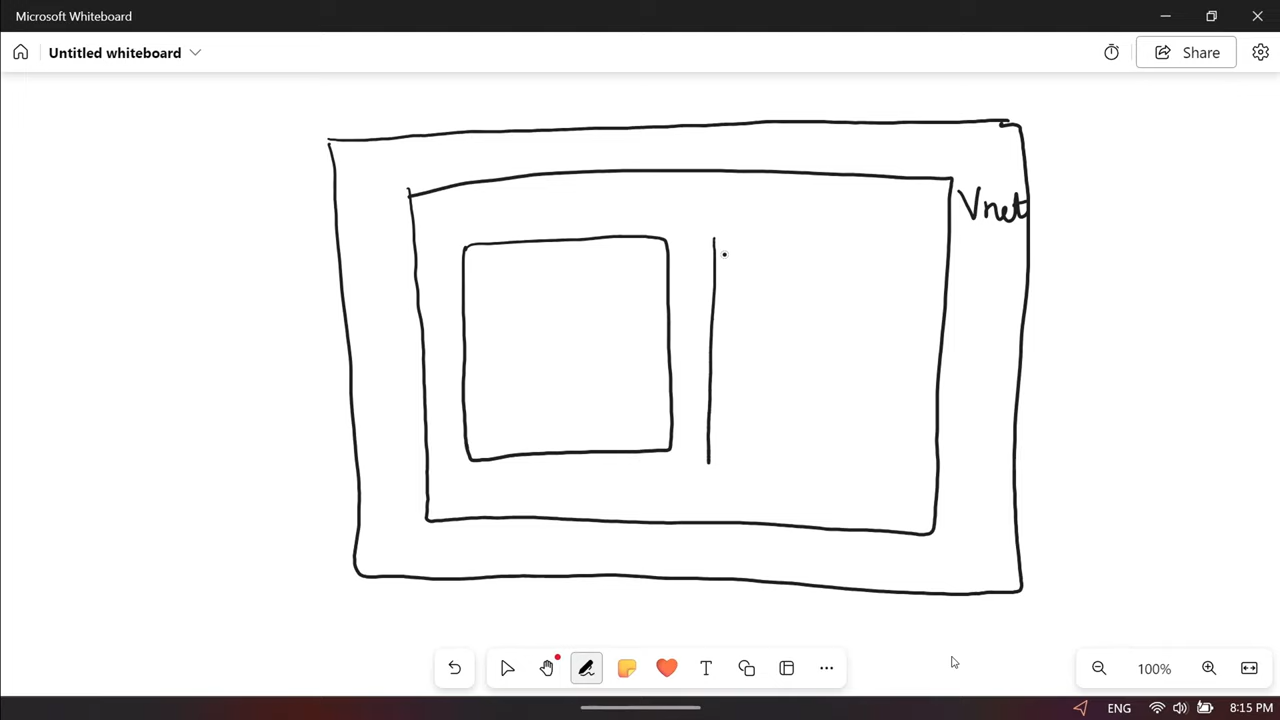 Microsoft Whiteboard
Untitled whiteboard
Share
Vnet
100%
ENG
8:15 PM